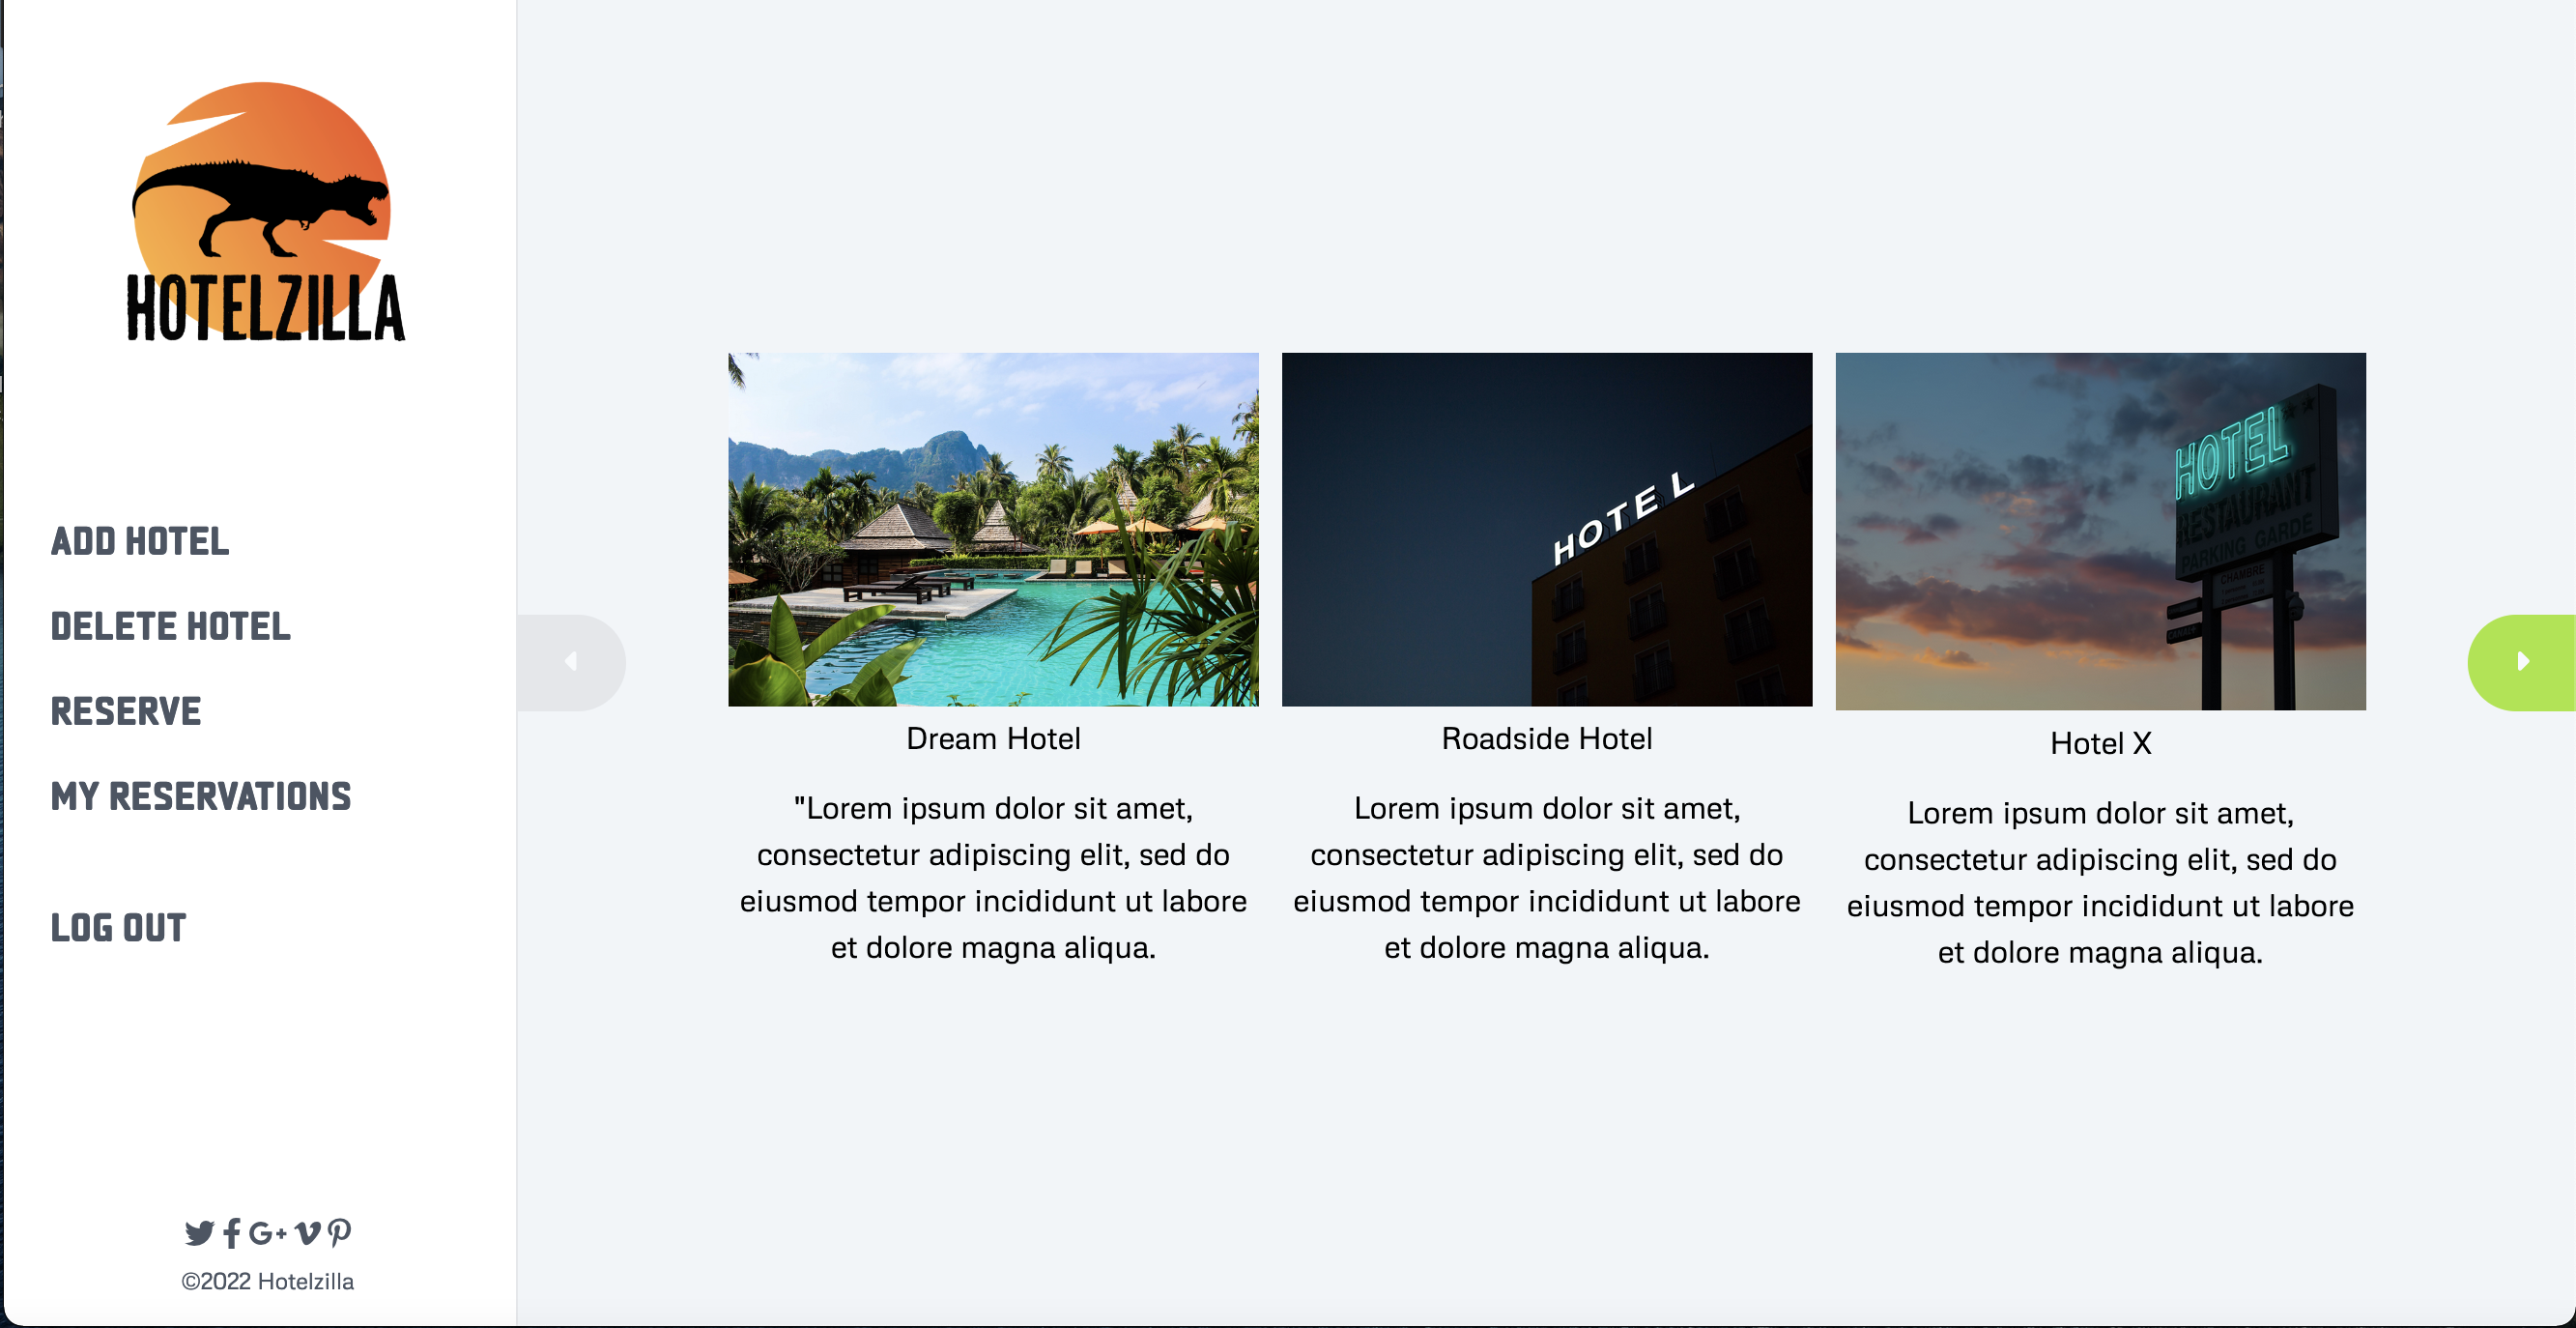 HOTELZILLA
ADD HOTEL
DELETE HOTEL
RESERVE
MY RESERVATIONS
LOG OUT
©2022 Hotelzilla
HOTEL
HOTEL
RESTAURANT
PARKING GARDE
CHAMBRE
Dream Hotel
"Lorem ipsum dolor sit amet,
consectetur adipiscing elit, sed do
eiusmod tempor incididunt ut labore
et dolore magna aliqua.
Roadside Hotel
Lorem ipsum dolor sit amet,
consectetur adipiscing elit, sed do
eiusmod tempor incididunt ut labore
et dolore magna aliqua.
Hotel X
Lorem ipsum dolor sit amet,
consectetur adipiscing elit, sed do
eiusmod tempor incididunt ut labore
et dolore magna aliqua.